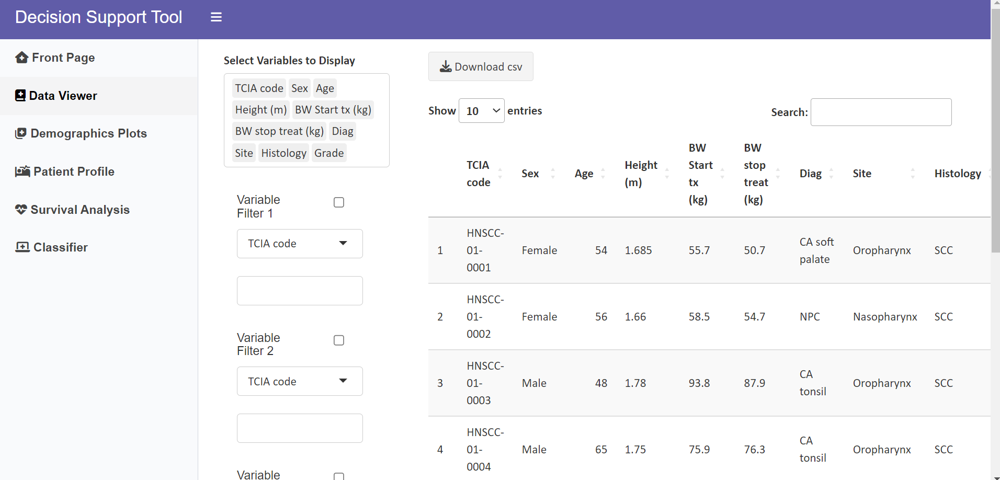 Decision Support Tool
Front Page
Data Viewer
Demographics Plots
Patient Profile
Survival Analysis
Classifier
Select Variables to Display
TCIA code Sex Age
Height (m) BW Start tx (kg)
BW stop treat (kg) Diag
Site Histology Grade
Variable
Filter 1
TCIA code
Variable
Filter 2
TCIA code
Variable
Download csv
Show 10 entries
Search:
TCIA code Sex Age Height (m) BW Start tx (kg) BW stop treat (kg) Diag Site Histology
1 HNSCC-01-0001 Female 54 1.685 55.7 50.7 CA soft palate Oropharynx SCC
2 HNSCC-01-0002 Female 56 1.66 58.5 54.7 NPC Nasopharynx SCC
3 HNSCC-01-0003 Male 48 1.78 93.8 87.9 CA tonsil Oropharynx SCC
4 HNSCC-01-0004 Male 65 1.75 75.9 76.3 CA tonsil Oropharynx SCC